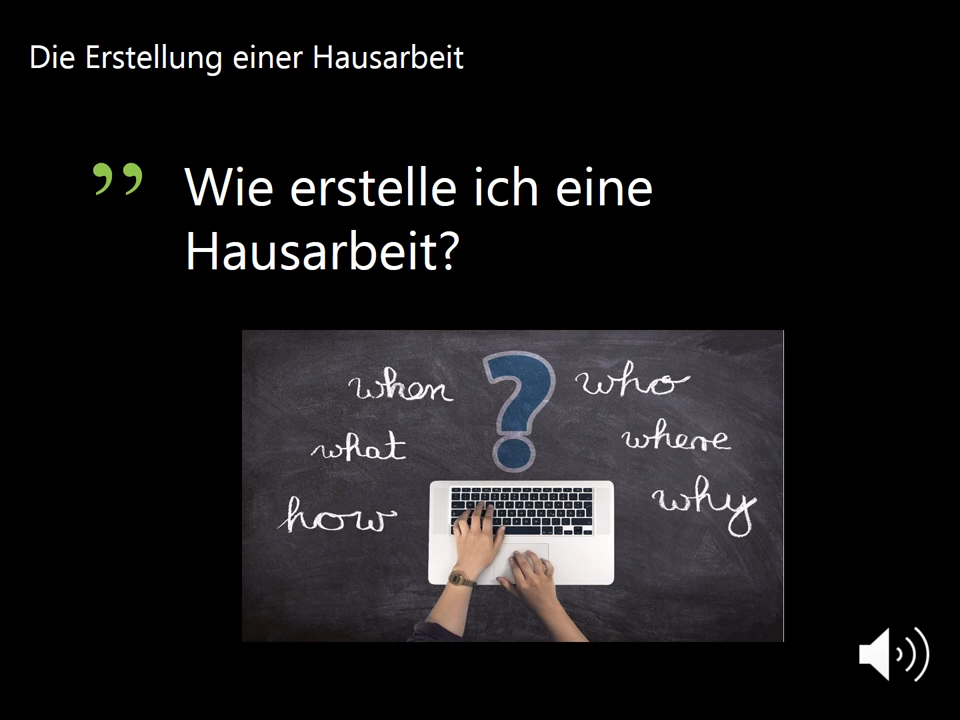 Die Erstellung einer Hausarbeit
” Wie erstelle ich eine
Hausarbeit?
when
who
what
where
how
why